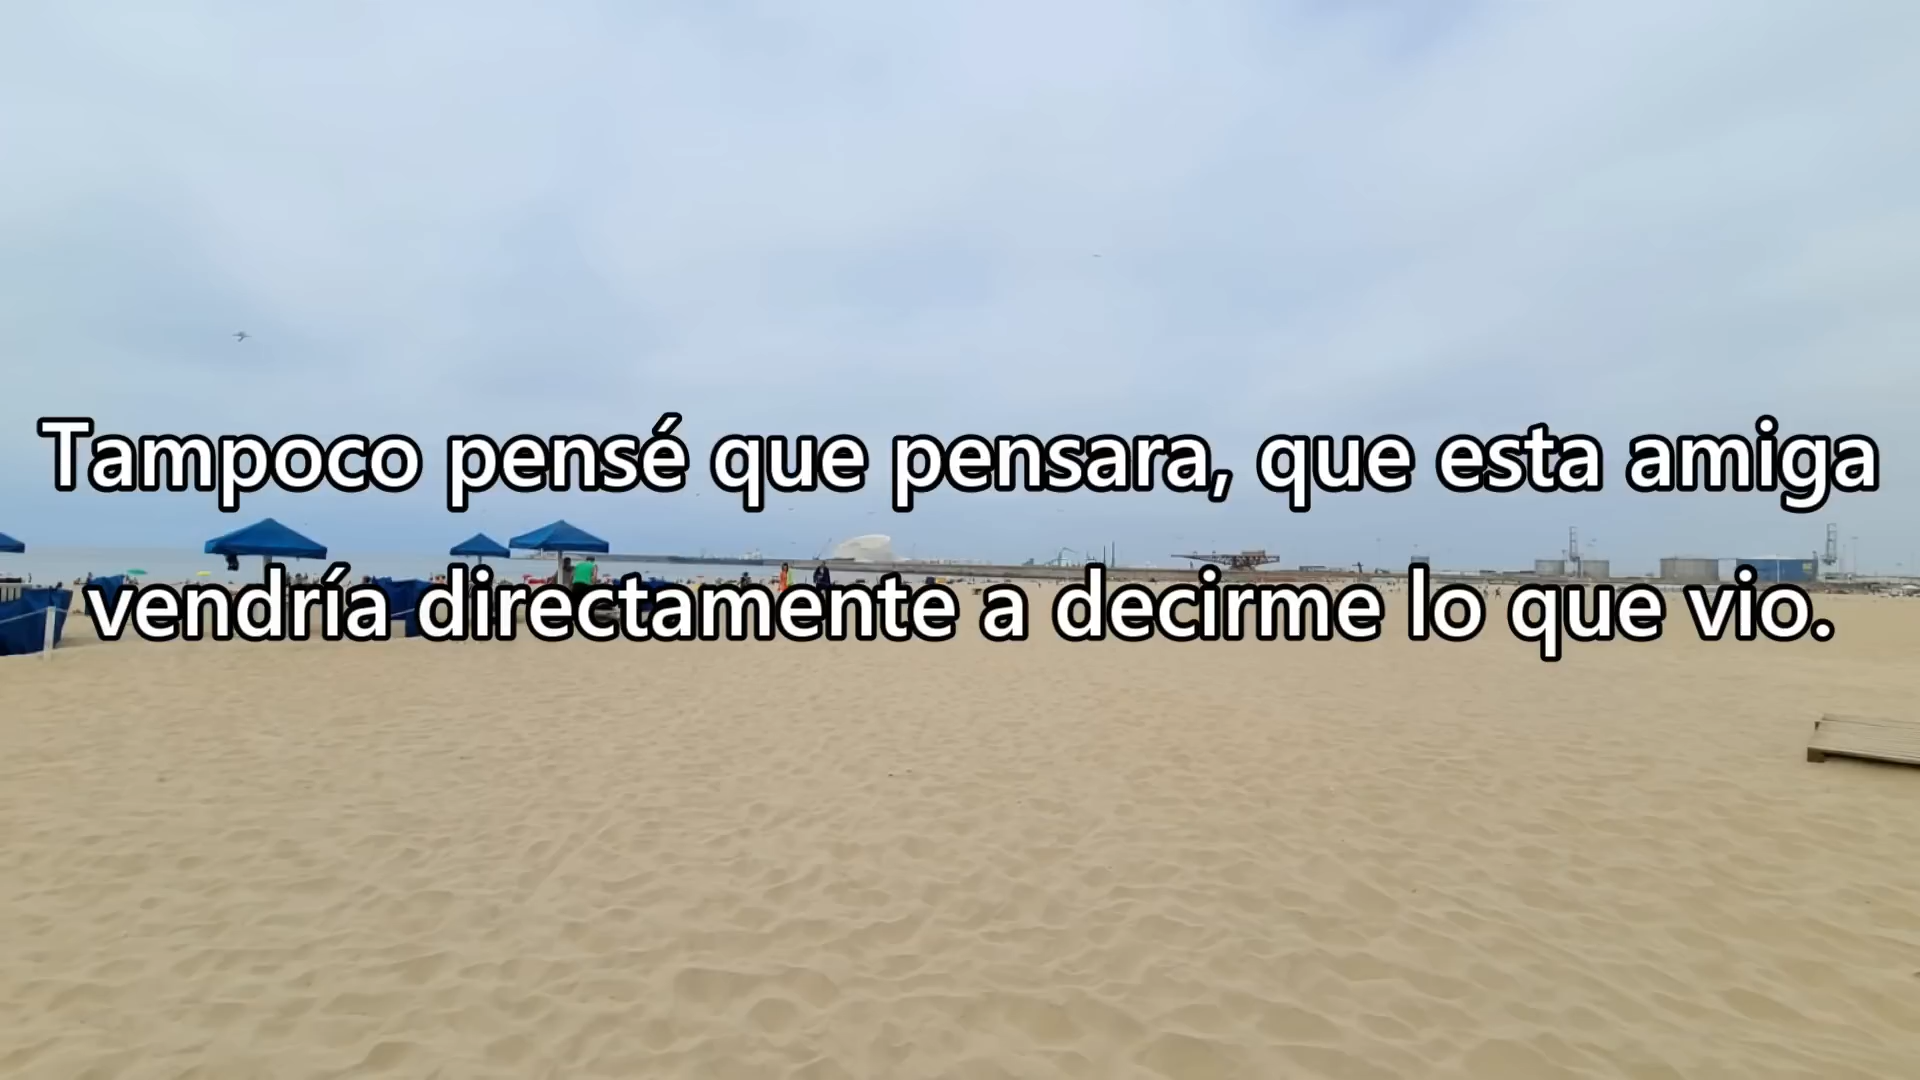 Tampoco pensé que pensara, que esta amiga
vendría directamente a decirme lo que vio.